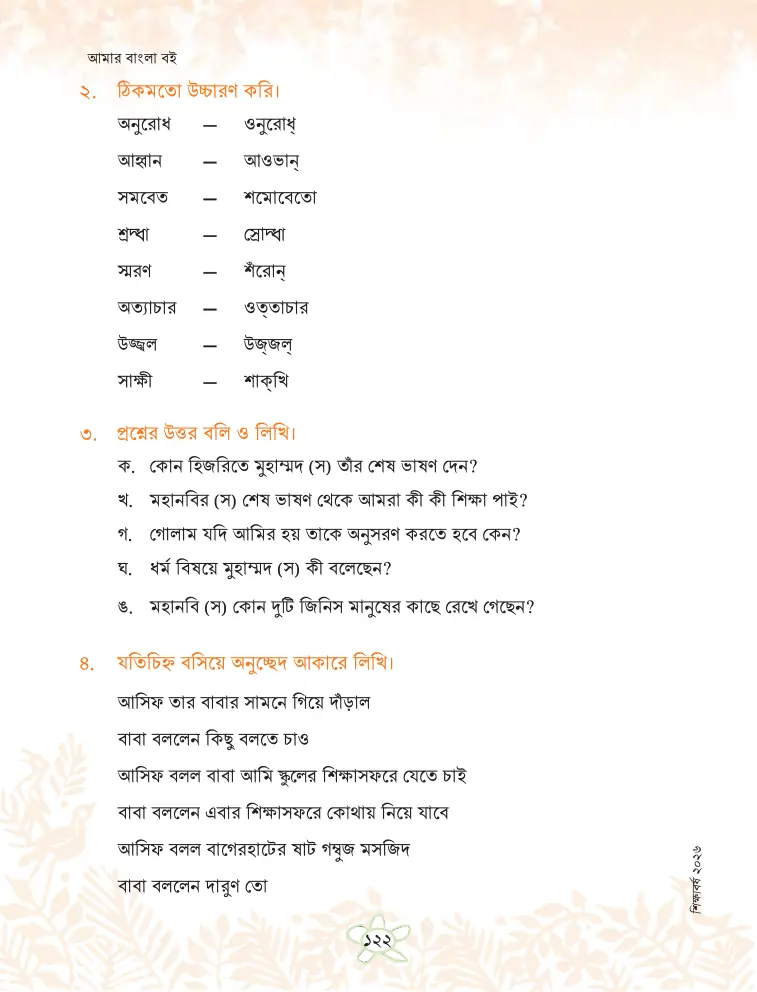 আমার বাংলা বই
২. ঠিকমতো উচ্চারণ করি।
অনুরোধ — ওনুরোধ্
আহ্বান — আওভান্
সমবেত — শমোবেতো
শ্রদ্ধা — স্রোদ্ধা
স্মরণ — শঁরোন্
অত্যাচার — ওত্তাচার
উজ্জ্বল — উজ্জল্
সাক্ষী — শাক্খি
৩. প্রশ্নের উত্তর বলি ও লিখি।
ক. কোন হিজরিতে মুহাম্মদ (স) তাঁর শেষ ভাষণ দেন?
খ. মহানবির (স) শেষ ভাষণ থেকে আমরা কী কী শিক্ষা পাই?
গ. গোলাম যদি আমির হয় তাকে অনুসরণ করতে হবে কেন?
ঘ. ধর্ম বিষয়ে মুহাম্মদ (স) কী বলেছেন?
ঙ. মহানবি (স) কোন দুটি জিনিস মানুষের কাছে রেখে গেছেন?
৪. যতিচিহ্ন বসিয়ে অনুচ্ছেদ আকারে লিখি।
আসিফ তার বাবার সামনে গিয়ে দাঁড়াল
বাবা বললেন কিছু বলতে চাও
আসিফ বলল বাবা আমি স্কুলের শিক্ষাসফরে যেতে চাই
বাবা বললেন এবার শিক্ষাসফরে কোথায় নিয়ে যাবে
আসিফ বলল বাগেরহাটের ষাট গম্বুজ মসজিদ
বাবা বললেন দারুণ তো
শিক্ষাবর্ষ ২০২৬
১২২